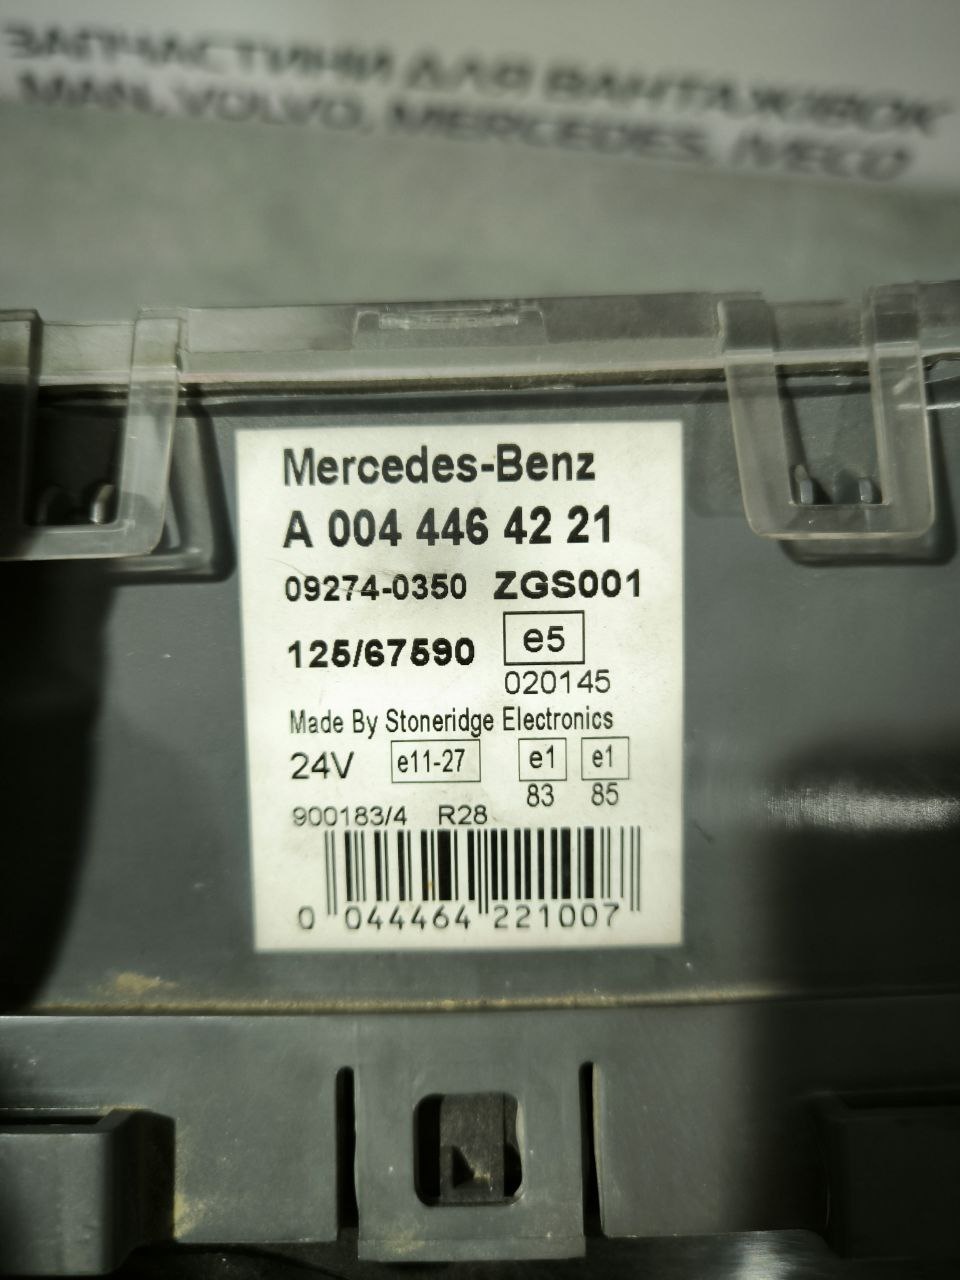 ЗАПЧАСТИНИ ДЛЯ ВАНТАЖІВОК
MAN, VOLVO, MERCEDES, IVECO
Mercedes-Benz
A 004 446 42 21
09274-0350 ZGS001
125/67590 e5
020145
Made By Stoneridge Electronics
24V e11-27 e1 e1
83 85
900183/4 R28
0 044464 221007